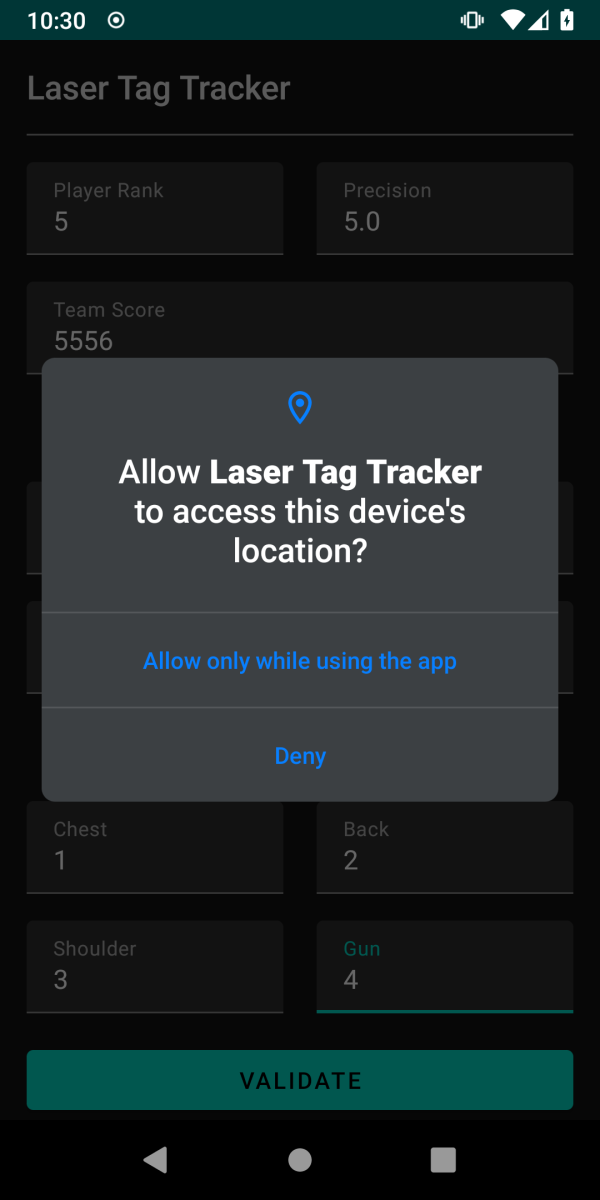 10:30
Laser Tag Tracker
Player Rank
5
Precision
5.0
Team Score
5556
Allow Laser Tag Tracker
to access this device's
location?
Allow only while using the app
Deny
Chest
1
Back
2
Shoulder
3
Gun
4
VALIDATE